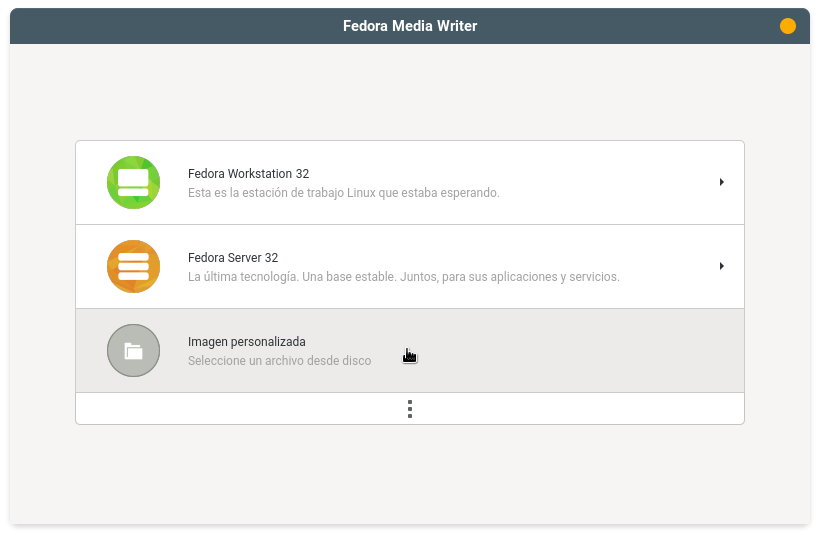 Fedora Media Writer
Fedora Workstation 32
Esta es la estación de trabajo Linux que estaba esperando.
Fedora Server 32
La última tecnología. Una base estable. Juntos, para sus aplicaciones y servicios.
Imagen personalizada
Seleccione un archivo desde disco